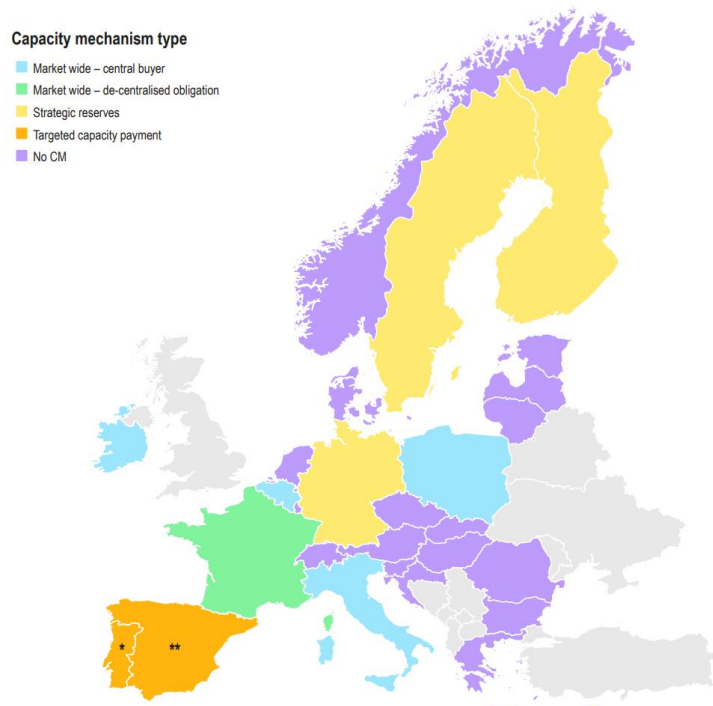 Capacity mechanism type
Market wide – central buyer
Market wide – de-centralised obligation
Strategic reserves
Targeted capacity payment
No CM
*
**